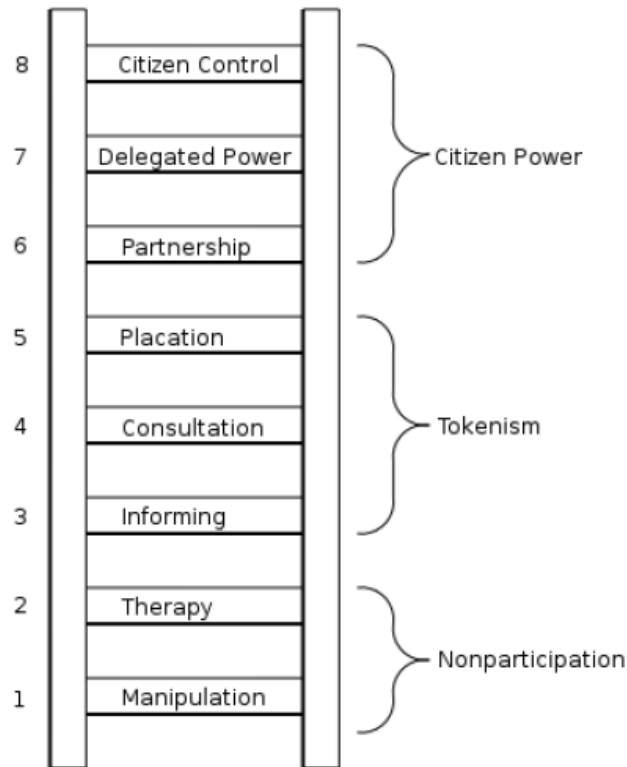 8 Citizen Control
7 Delegated Power
Citizen Power
6 Partnership
5 Placation
4 Consultation
Tokenism
3 Informing
2 Therapy
Nonparticipation
1 Manipulation